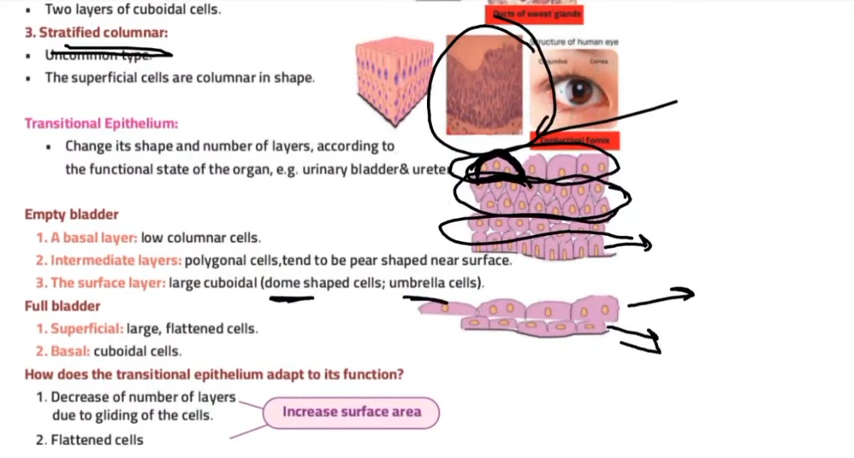 • Two layers of cuboidal cells.
Ducts of sweat glands
3. Stratified columnar:
Structure of human eye
• Uncommon type.
Cornea
• The superficial cells are columnar in shape.
Transitional Epithelium:
• Change its shape and number of layers, according to
the functional state of the organ, e.g. urinary bladder& urete
Empty bladder
1. A basal layer: low columnar cells.
2. Intermediate layers: polygonal cells,tend to be pear shaped near surface.
3. The surface layer: large cuboidal (dome shaped cells; umbrella cells).
Full bladder
1. Superficial: large, flattened cells.
2. Basal: cuboidal cells.
How does the transitional epithelium adapt to its function?
1. Decrease of number of layers
due to gliding of the cells.
Increase surface area
2. Flattened cells